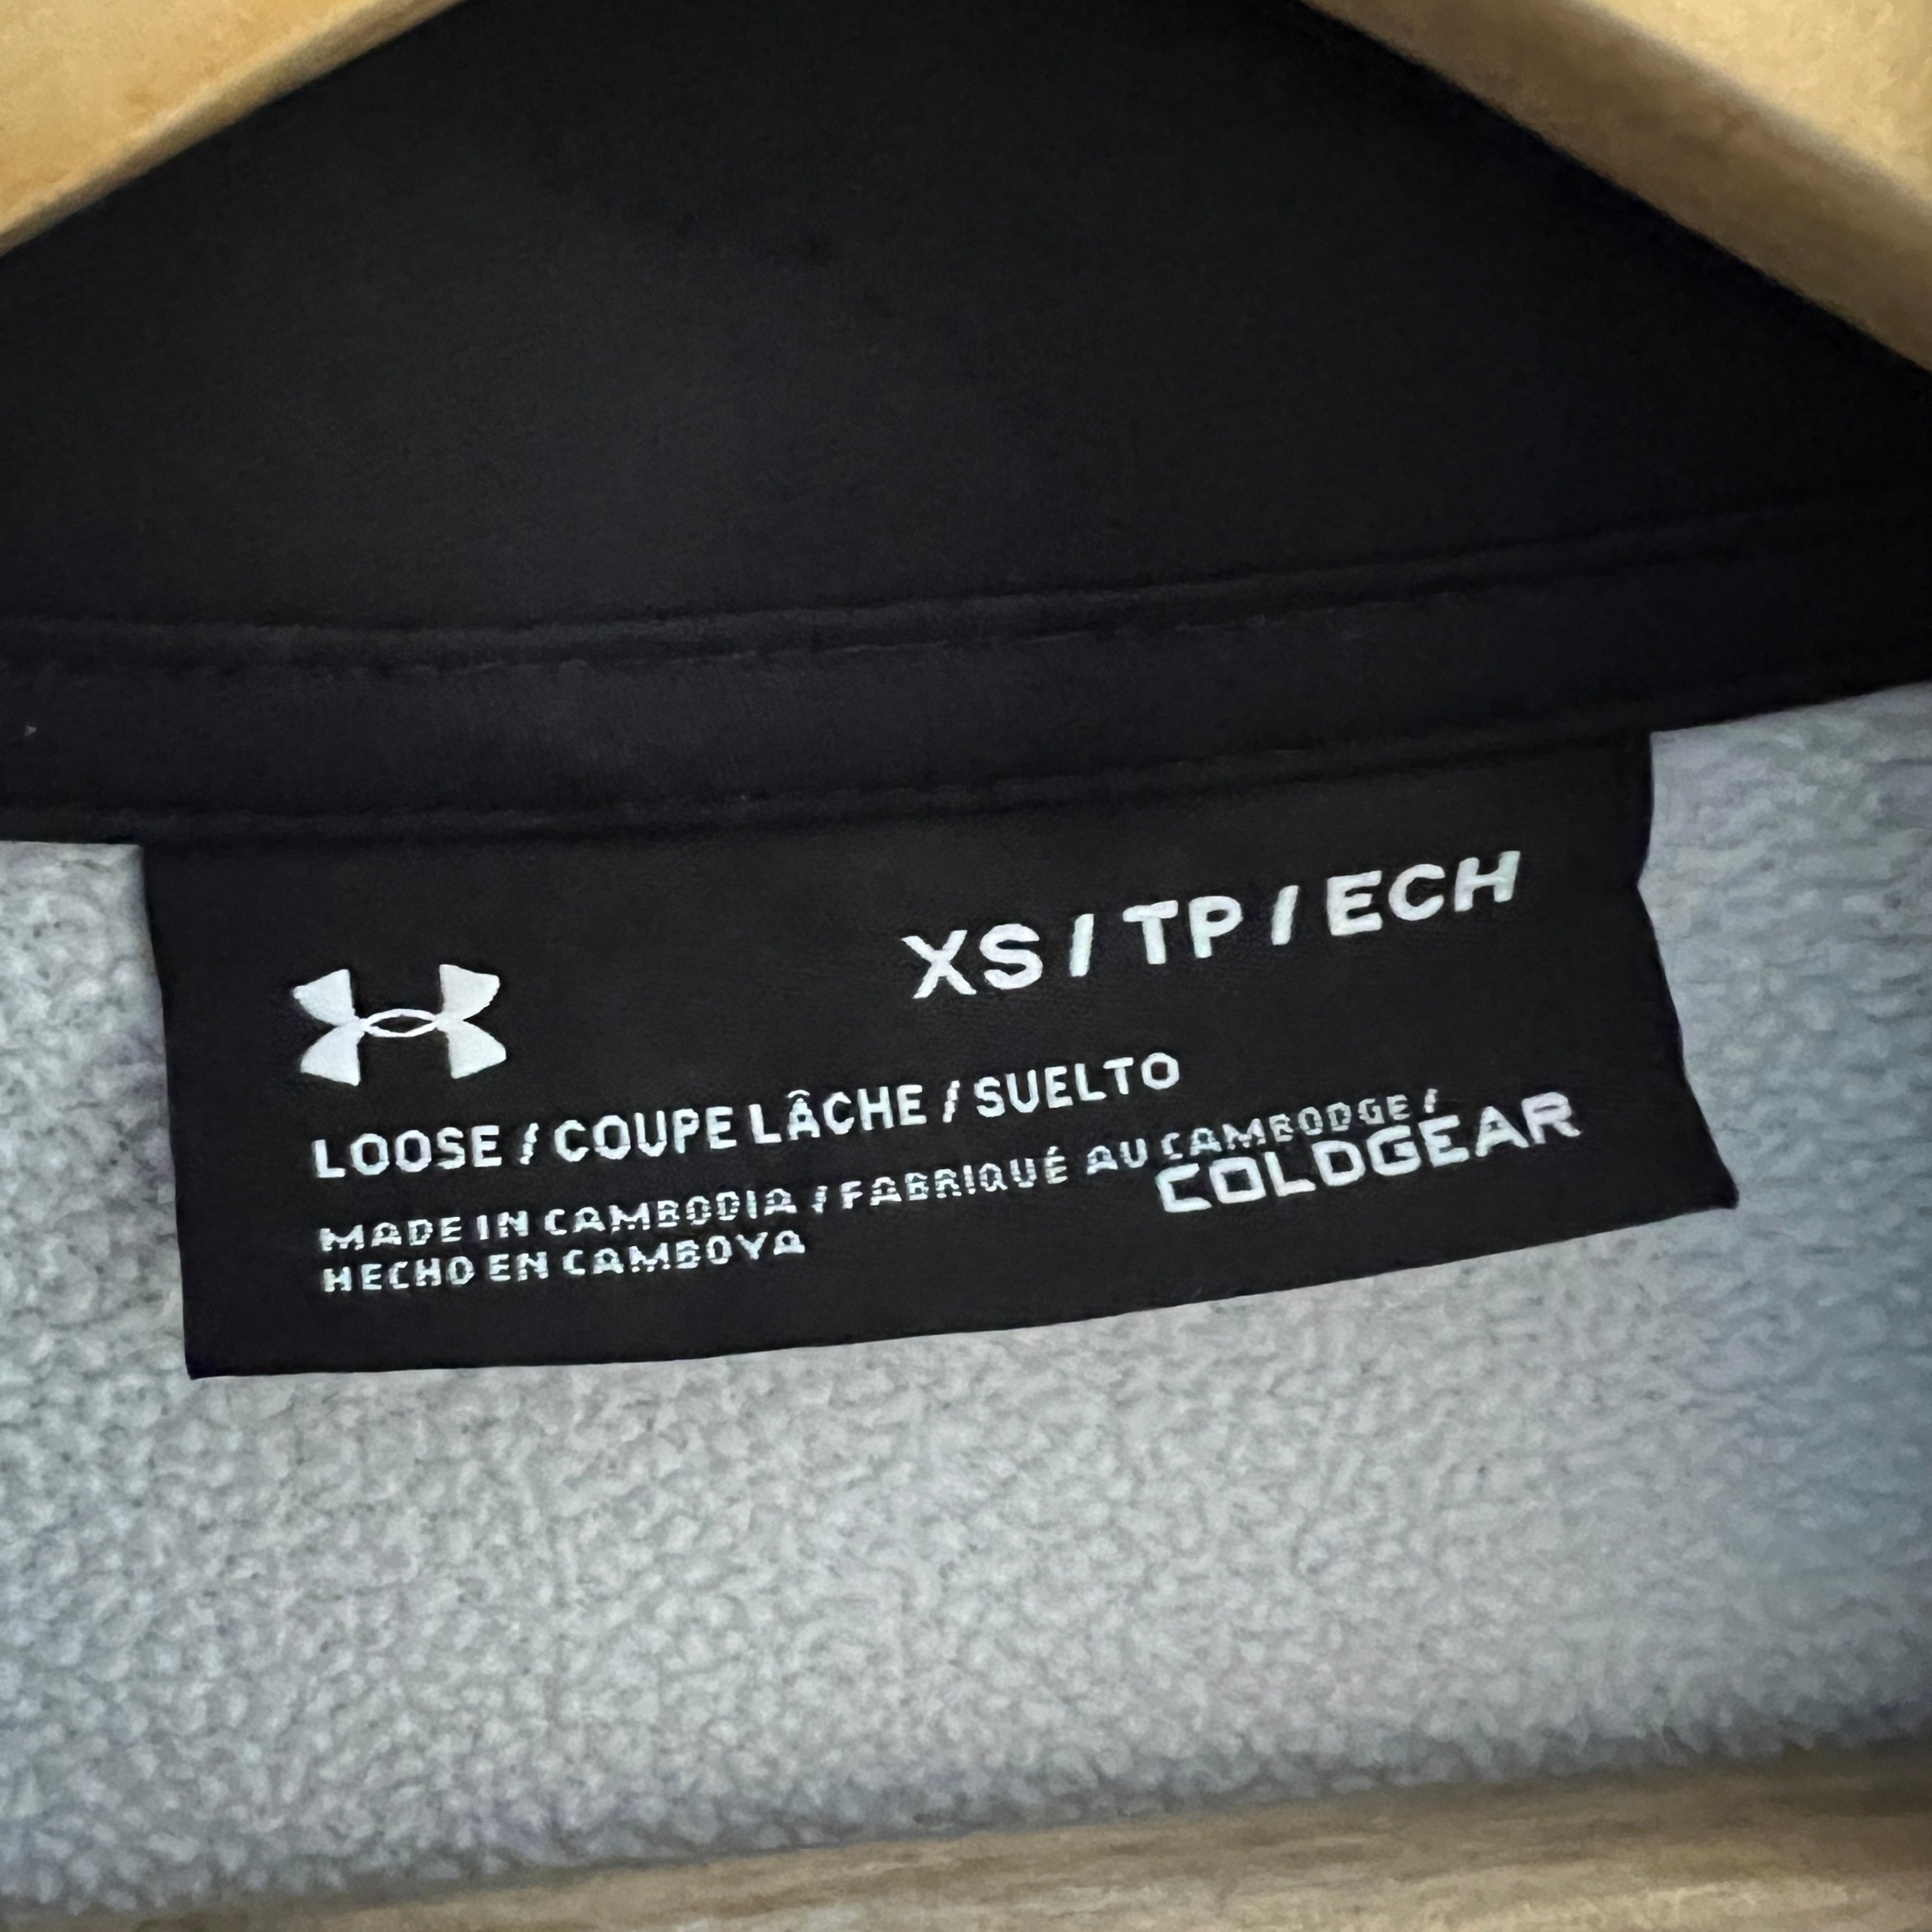 XS / TP / ECH
LOOSE / COUPE LÂCHE / SUELTO
MADE IN CAMBODIA / FABRIQUÉ AU CAMBODGE /
HECHO EN CAMBOYA
COLDGEAR